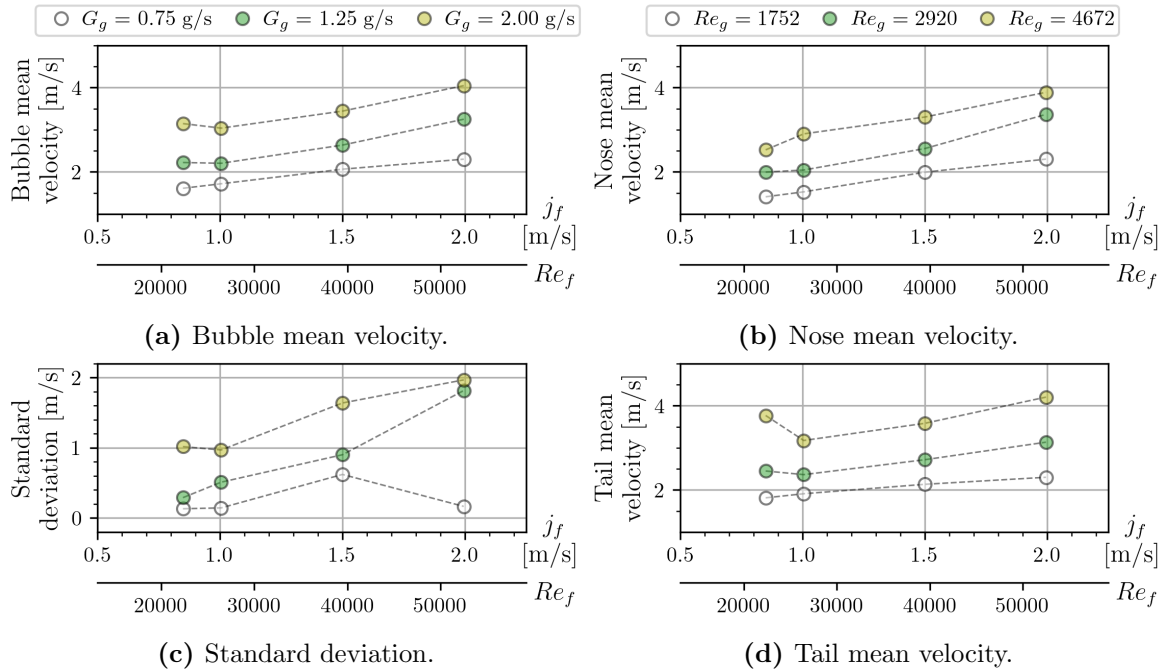 G_g = 0.75 g/s G_g = 1.25 g/s G_g = 2.00 g/s
Re_g = 1752 Re_g = 2920 Re_g = 4672
Bubble mean
velocity [m/s]
4
2
0.5 1.0 1.5 2.0
j_f
[m/s]
20000 30000 40000 50000
Re_f
(a) Bubble mean velocity.
Nose mean
velocity [m/s]
4
2
0.5 1.0 1.5 2.0
j_f
[m/s]
20000 30000 40000 50000
Re_f
(b) Nose mean velocity.
Standard
deviation [m/s]
2
1
0
0.5 1.0 1.5 2.0
j_f
[m/s]
20000 30000 40000 50000
Re_f
(c) Standard deviation.
Tail mean
velocity [m/s]
4
2
0.5 1.0 1.5 2.0
j_f
[m/s]
20000 30000 40000 50000
Re_f
(d) Tail mean velocity.